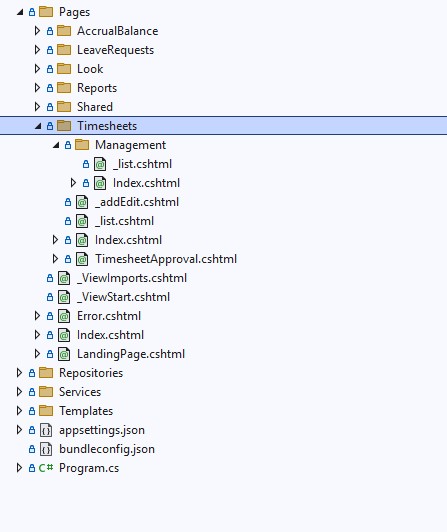 Pages
AccrualBalance
LeaveRequests
Look
Reports
Shared
Timesheets
Management
_list.cshtml
Index.cshtml
_addEdit.cshtml
_list.cshtml
Index.cshtml
TimesheetApproval.cshtml
_ViewImports.cshtml
_ViewStart.cshtml
Error.cshtml
Index.cshtml
LandingPage.cshtml
Repositories
Services
Templates
appsettings.json
bundleconfig.json
C# Program.cs